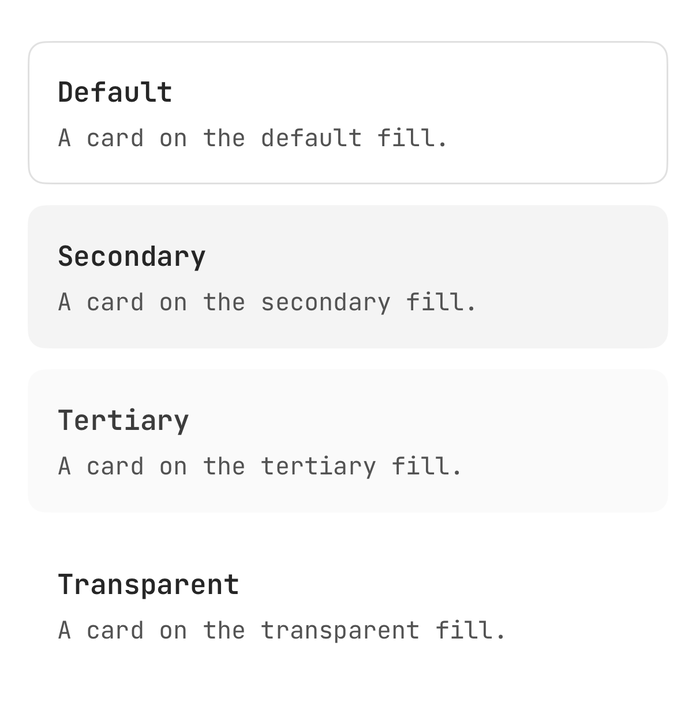 Default
A card on the default fill.
Secondary
A card on the secondary fill.
Tertiary
A card on the tertiary fill.
Transparent
A card on the transparent fill.